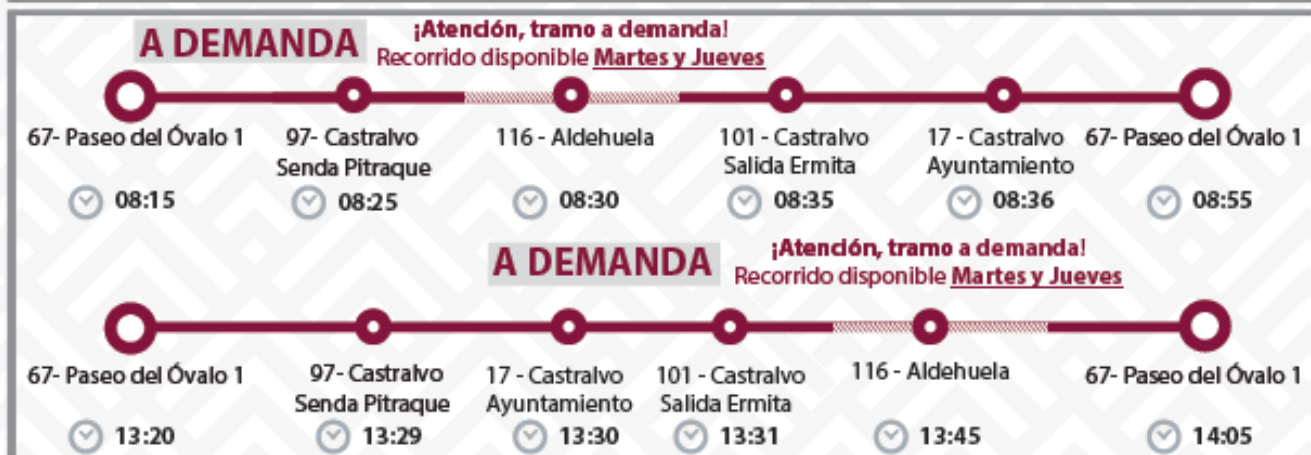 A DEMANDA
¡Atención, tramo a demanda!
Recorrido disponible Martes y Jueves
67- Paseo del Óvalo 1
97- Castralvo
Senda Pitraque
116 - Aldehuela
101 - Castralvo
Salida Ermita
17 - Castralvo
Ayuntamiento
67- Paseo del Óvalo 1
08:15
08:25
08:30
08:35
08:36
08:55
A DEMANDA
¡Atención, tramo a demanda!
Recorrido disponible Martes y Jueves
67- Paseo del Óvalo 1
97- Castralvo
Senda Pitraque
17 - Castralvo
Ayuntamiento
101 - Castralvo
Salida Ermita
116 - Aldehuela
67- Paseo del Óvalo 1
13:20
13:29
13:30
13:31
13:45
14:05